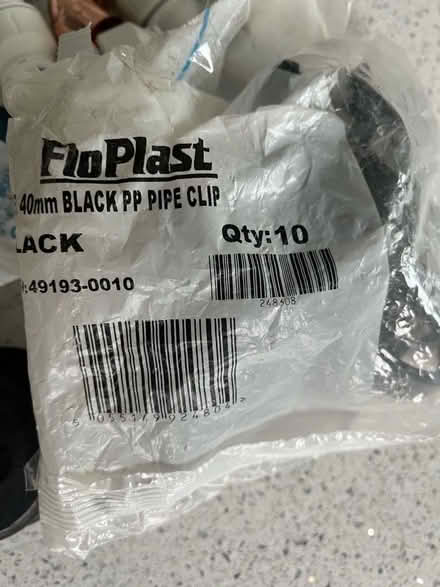 FloPlast
40mm BLACK PP PIPE CLIP
LACK
Qty:10
:49193-0010
248408